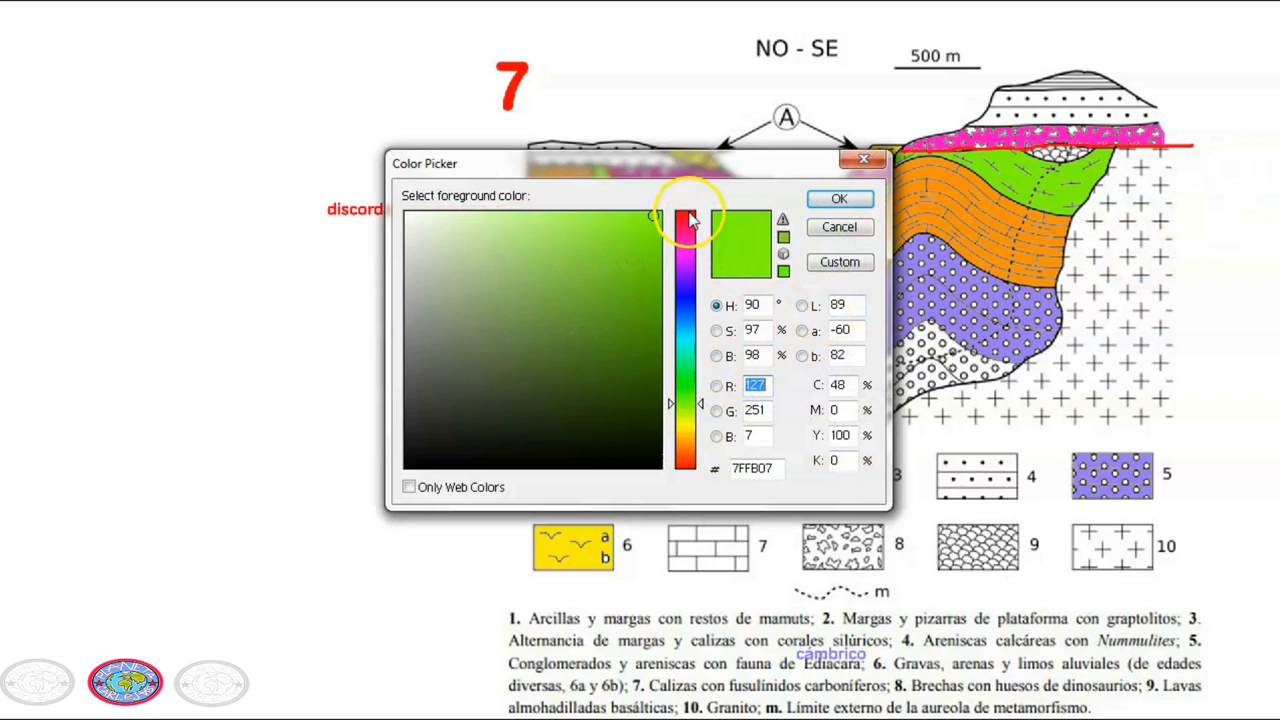 NO - SE
500 m
7
A
Color Picker
Select foreground color:
OK
Cancel
Custom
discord
H: 90 °
L: 89
S: 97 %
a: -60
B: 98 %
b: 82
R: 127
C: 48 %
G: 251
M: 0 %
B: 7
Y: 100 %
# 7FFB07
K: 0 %
Only Web Colors
3
4
5
a
b
6
7
8
9
10
m
1. Arcillas y margas con restos de mamuts; 2. Margas y pizarras de plataforma con graptolitos; 3.
Alternancia de margas y calizas con corales silúricos; 4. Areniscas calcáreas con Nummulites; 5.
cámbrico
Conglomerados y areniscas con fauna de Ediacara; 6. Gravas, arenas y limos aluviales (de edades
diversas, 6a y 6b); 7. Calizas con fusulínidos carboníferos; 8. Brechas con huesos de dinosaurios; 9. Lavas
almohadilladas basálticas; 10. Granito; m. Límite externo de la aureola de metamorfismo.